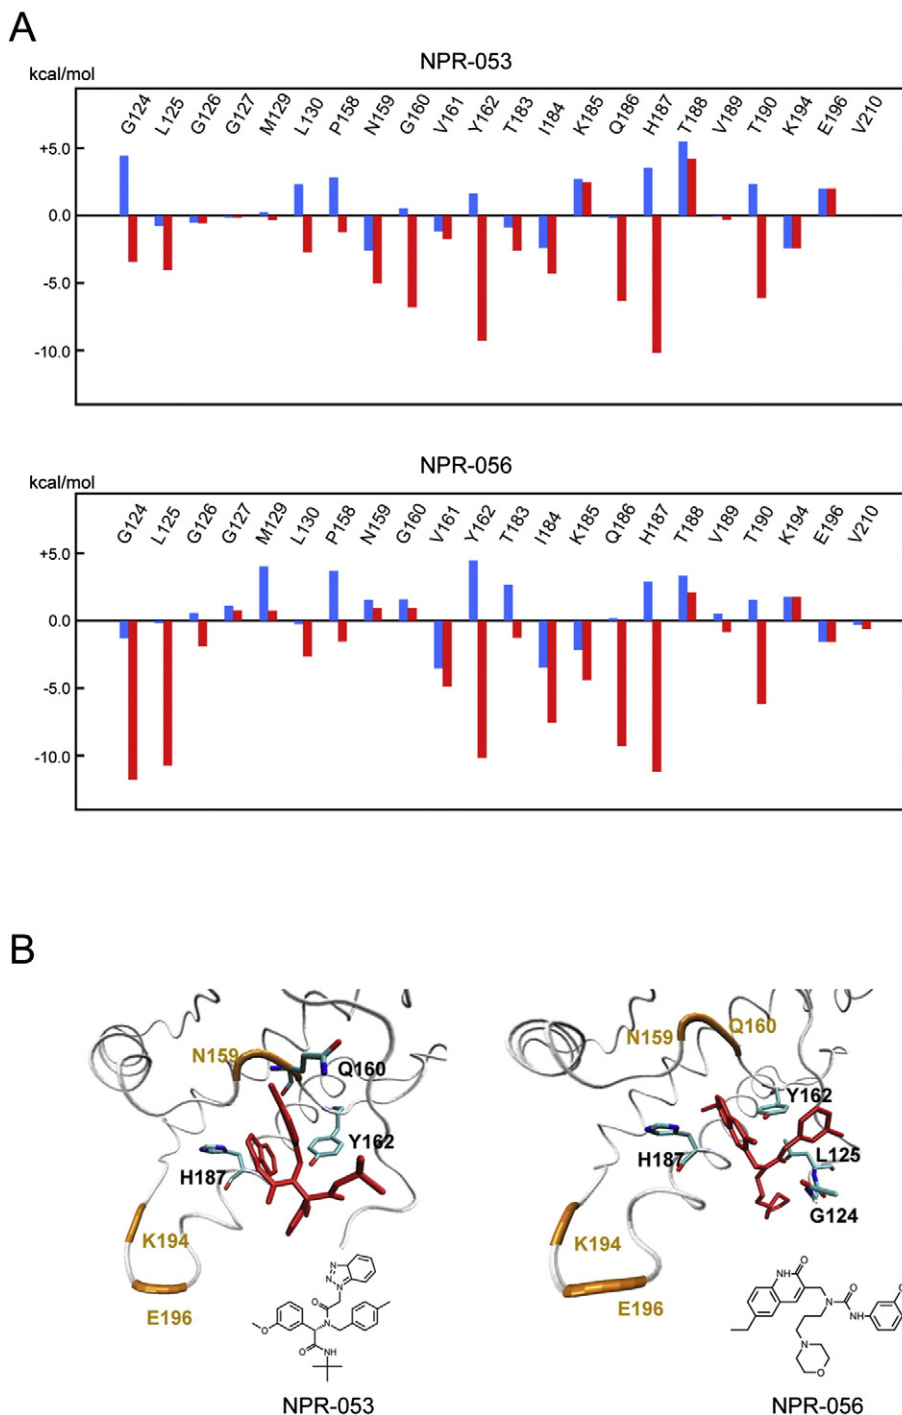 A
NPR-053
kcal/mol
G124 L125 G126 G127 M129 L130 P158 N159 G160 V161 Y162 T183 I184 K185 Q186 H187 T188 V189 T190 K194 E196 V210
+5.0
0.0
-5.0
-10.0
NPR-056
kcal/mol
G124 L125 G126 G127 M129 L130 P158 N159 G160 V161 Y162 T183 I184 K185 Q186 H187 T188 V189 T190 K194 E196 V210
+5.0
0.0
-5.0
-10.0
B
N159
Q160
Y162
H187
K194
E196
N
N
N
O
N
O
O
NH
NPR-053
N159
Q160
Y162
H187
L125
G124
K194
E196
NH
O
O
O
N
NH
N
O
NPR-056